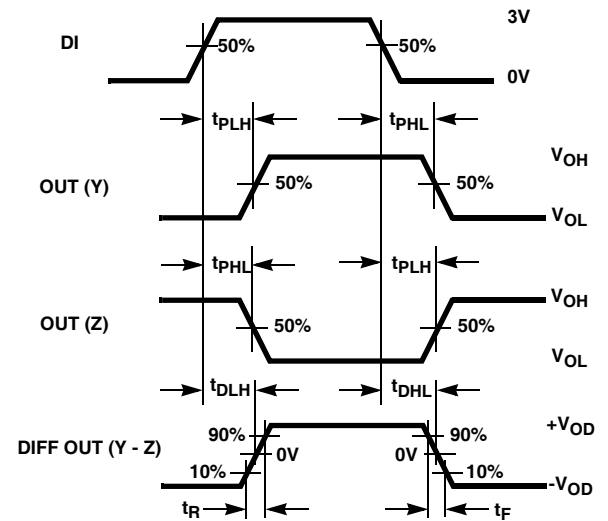 3V
DI
50%
50%
0V
tPLH
tPHL
VOH
OUT (Y)
50%
50%
VOL
tPHL
tPLH
VOH
OUT (Z)
50%
50%
VOL
tDLH
tDHL
+VOD
90%
90%
DIFF OUT (Y - Z)
0V
0V
10%
10%
-VOD
tR
tF